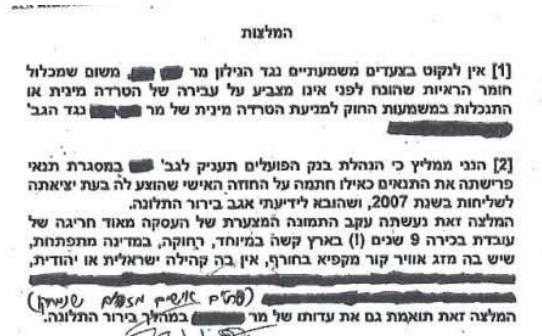 המלצות
[1] אין לנקוט בצעדים משמעתיים נגד הנילון מר , משום שמכלול
חומר הראיות שהונח לפני אינו מצביע על עבירה של הטרדה מינית או
התנכלות במשמעות החוק למניעת הטרדה מינית של מר נגד הגב'
[2] הנני ממליץ כי הנהלת בנק הפועלים תעניק לגב' במסגרת תנאי
פרישתה את התנאים כאילו חתמה על החוזה האישי שהוצע לה בעת יציאתה
לשליחות בשנת 2007, ושהובא לידיעתי אגב בירור התלונה.
המלצה זאת נעשתה עקב התמונה המצערת של העסקה מאוד חריגה של
עובדת בכירה 9 שנים (!) בארץ קשה במיוחד, רחוקה, במדינה מתפתחת,
שיש בה מזג אוויר קור מקפיא בחורף, אין בה קהילה ישראלית או יהודית,
(פרטים אישיים
המלצה זאת תואמת גם את עדותו של מר במהלך בירור התלונה.